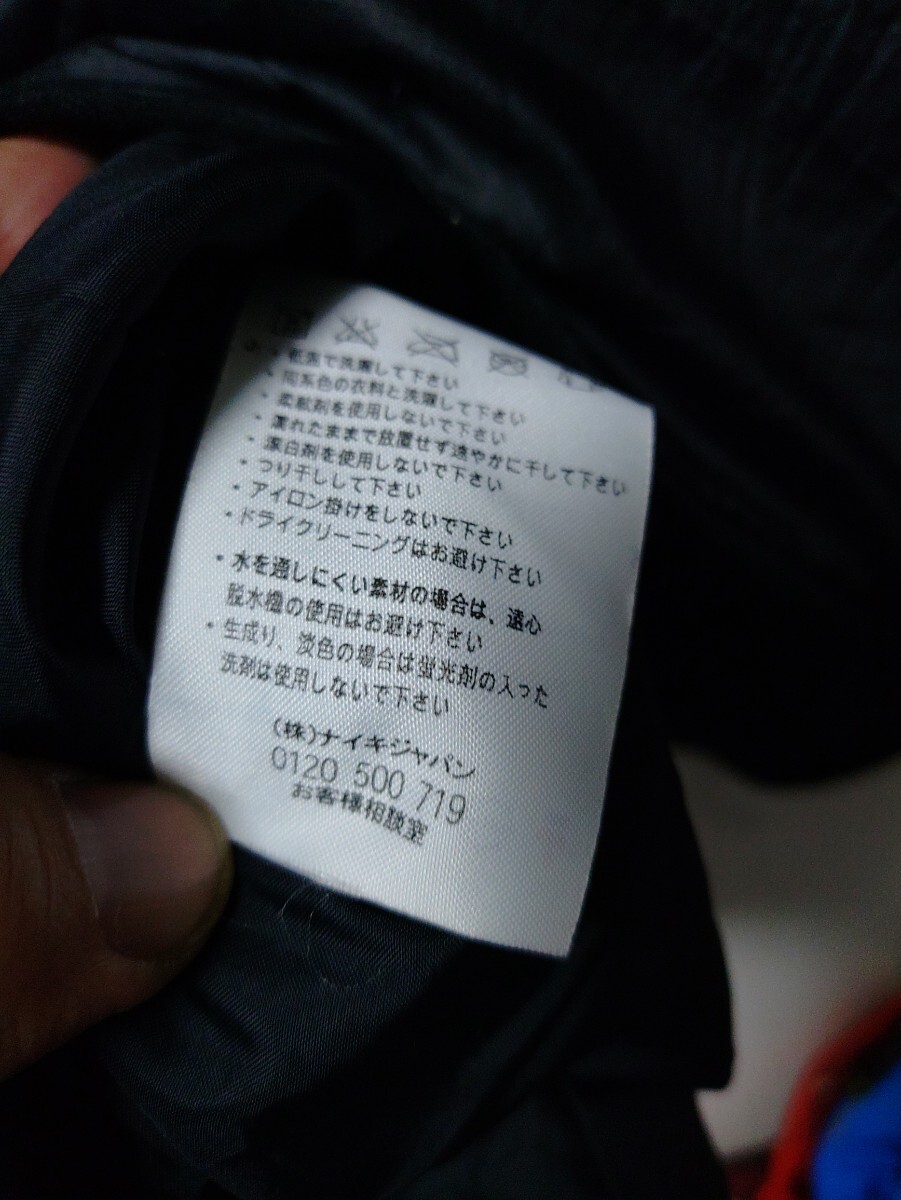 ・裏返で洗濯して下さい
・同系色の衣料と洗濯して下さい
・柔軟剤を使用しないで下さい
・濡れたままで放置せず速やかに干して下さい
・漂白剤を使用しないで下さい
・つり干しして下さい
・アイロン掛けをしないで下さい
・ドライクリーニングはお避け下さい
・水を通しにくい素材の場合は、遠心
脱水機の使用はお避け下さい
・生成り、淡色の場合は蛍光剤の入った
洗剤は使用しないで下さい
(株)ナイキジャパン
0120 500 719
お客様相談室